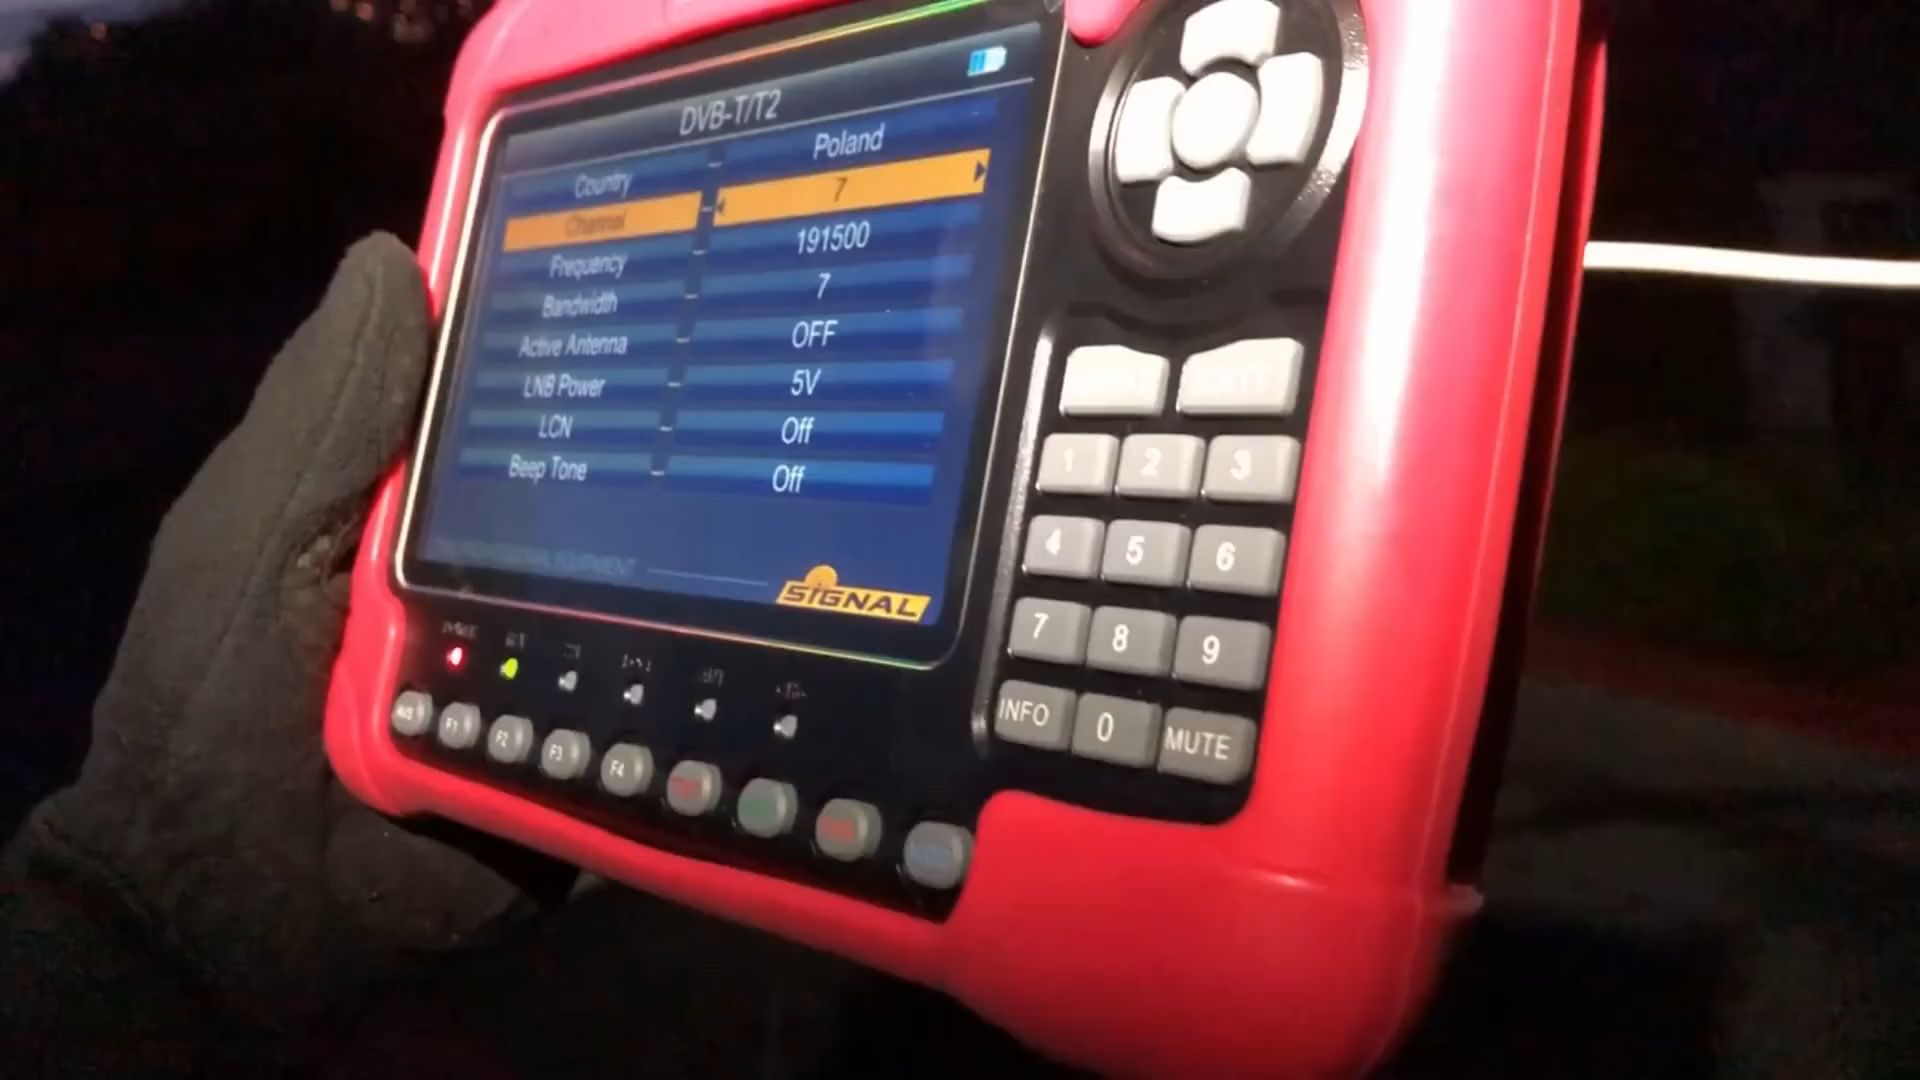 DVB-T/T2
Country Poland
Channel 7
Frequency 191500
Bandwidth 7
Active Antenna OFF
LNB Power 5V
LCN Off
Beep Tone Off
EQUIPMENT
SIGNAL
1 2 3
4 5 6
7 8 9
INFO 0 MUTE
F1 F2 F3 F4